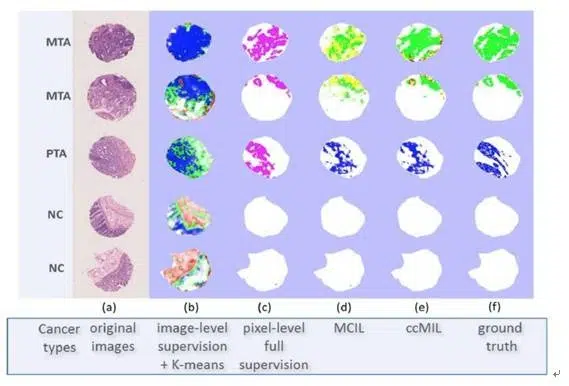 MTA
MTA
PTA
NC
NC
(a) (b) (c) (d) (e) (f)
Cancer types
original images
image-level supervision + K-means
pixel-level full supervision
MCIL
ccMIL
ground truth